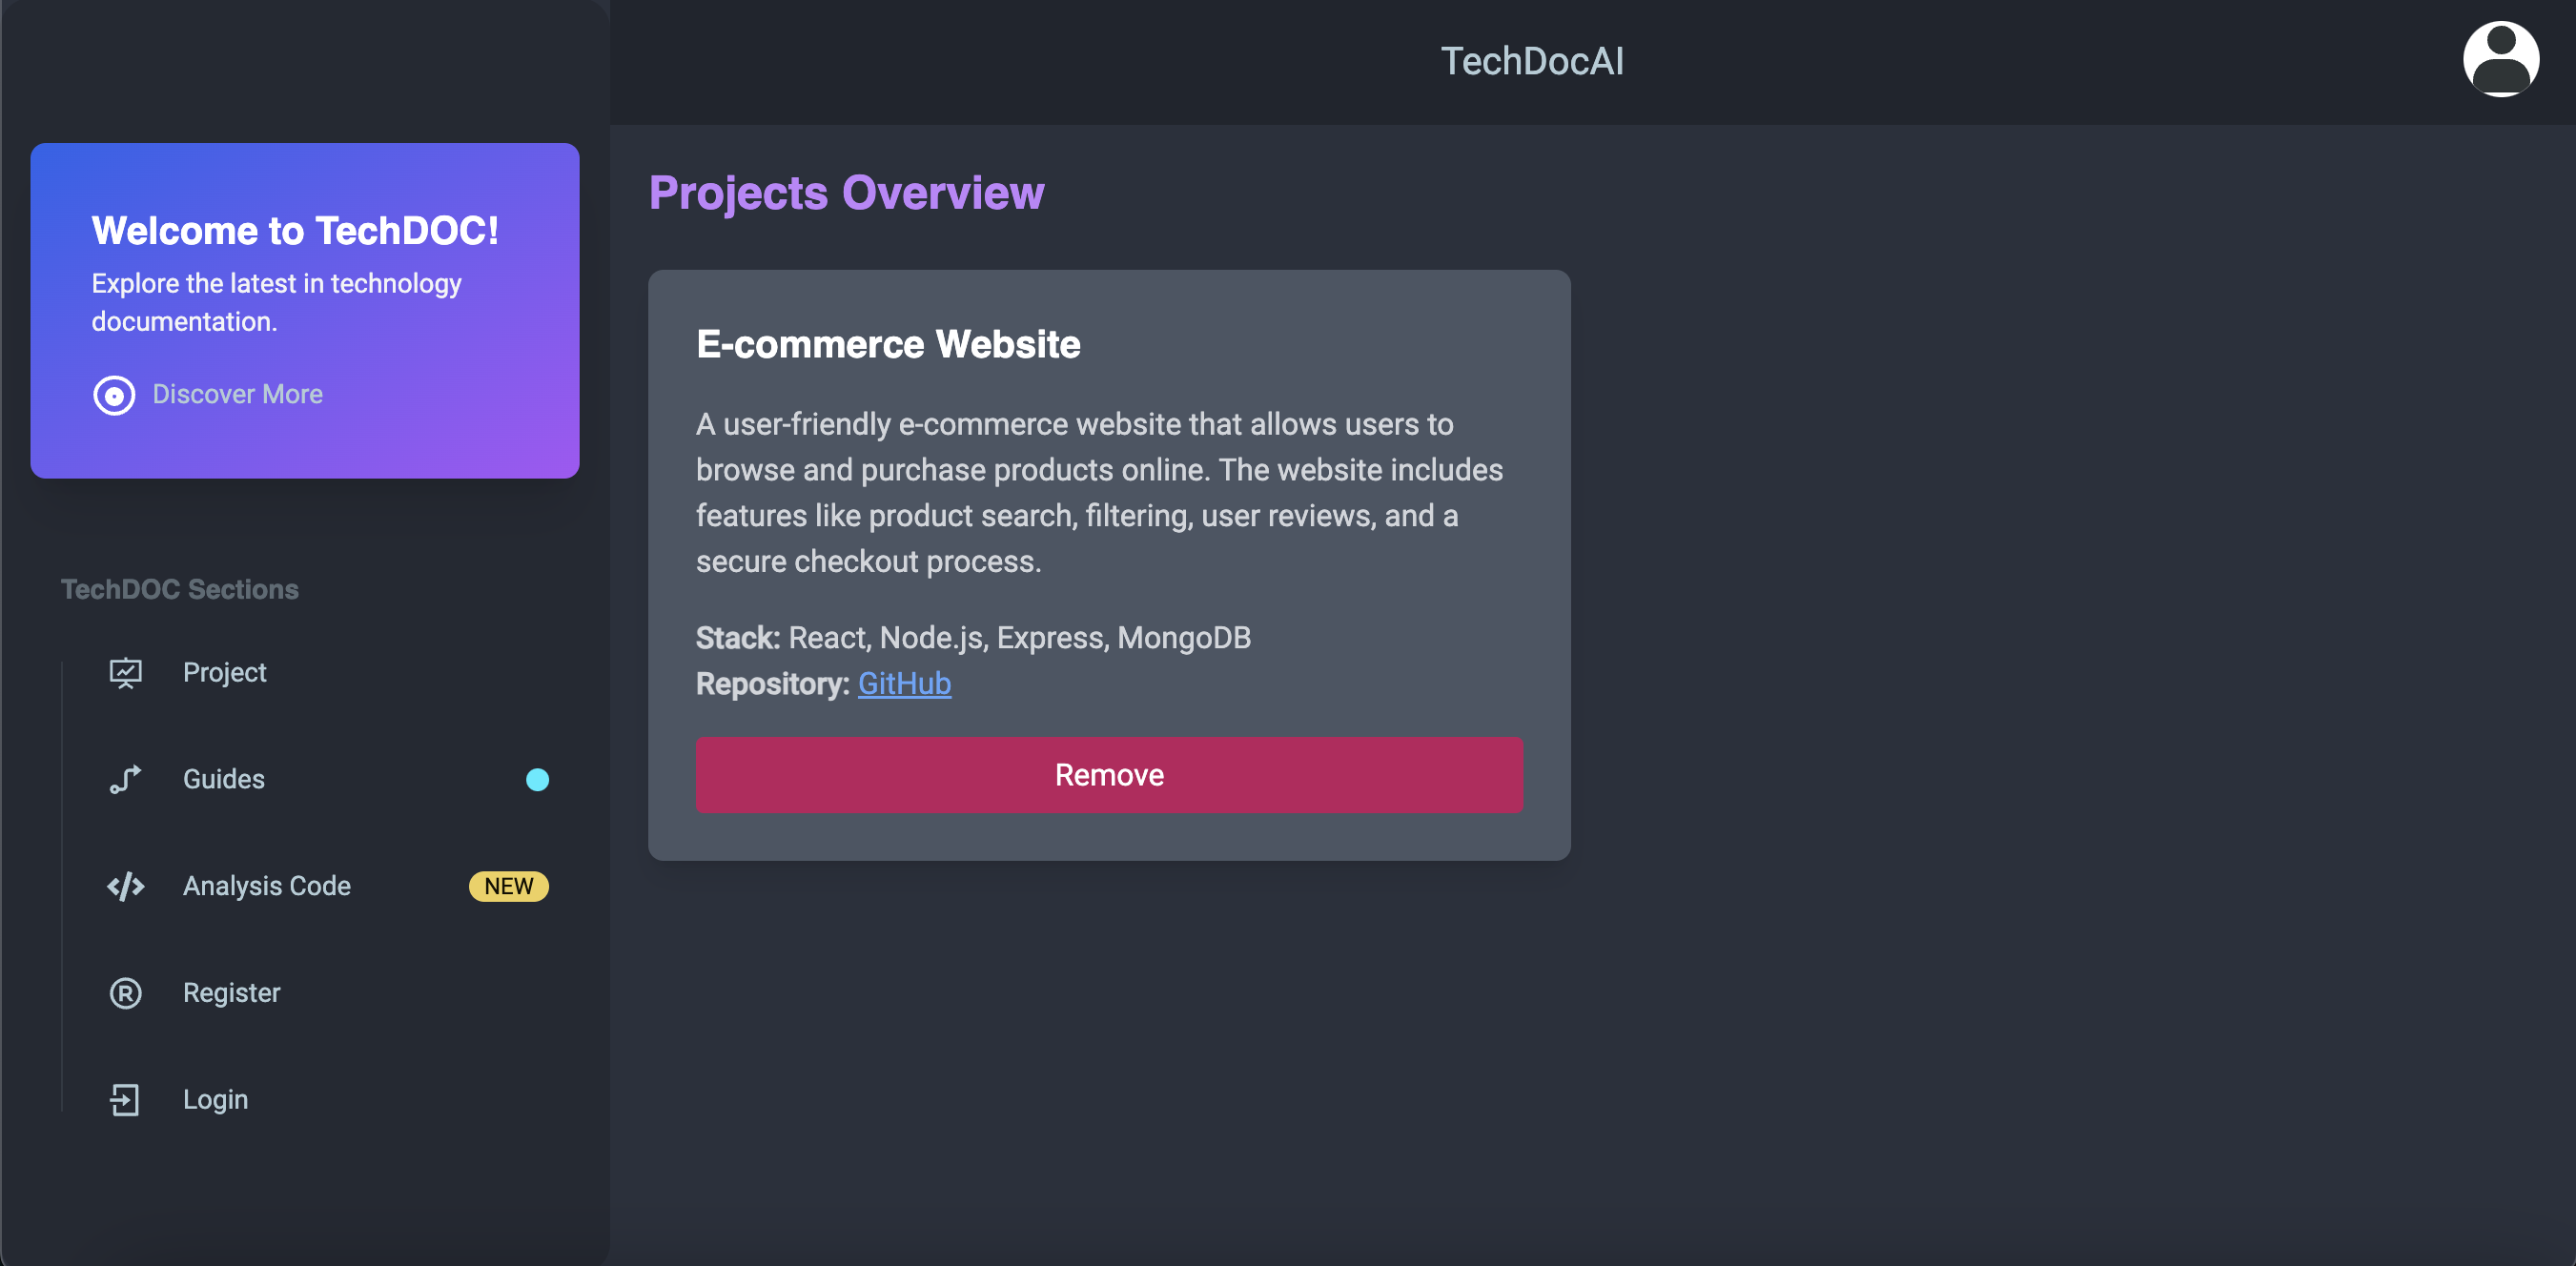 TechDocAI
Welcome to TechDOC!
Explore the latest in technology
documentation.
Discover More
TechDOC Sections
Project
Guides
Analysis Code
NEW
Register
Login
Projects Overview
E-commerce Website
A user-friendly e-commerce website that allows users to
browse and purchase products online. The website includes
features like product search, filtering, user reviews, and a
secure checkout process.
Stack: React, Node.js, Express, MongoDB
Repository: GitHub
Remove